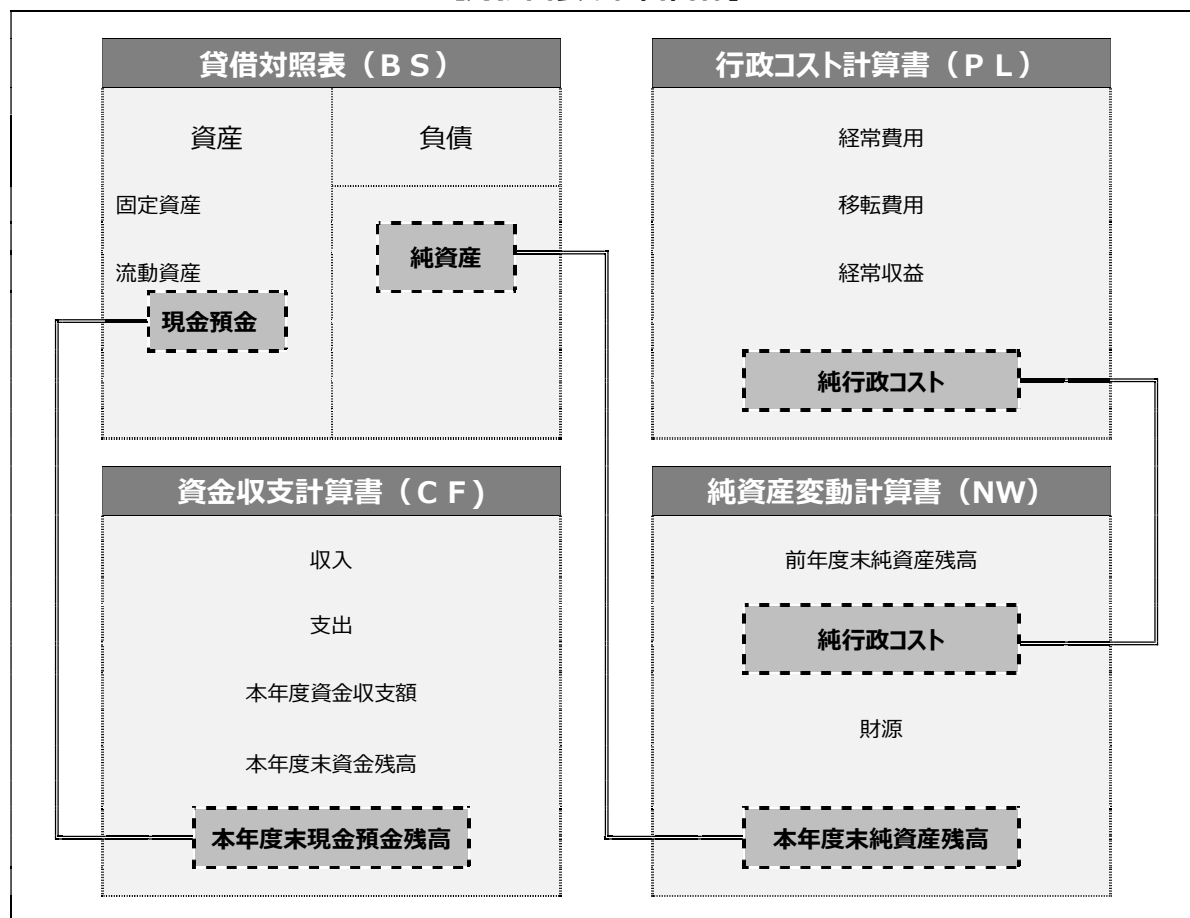 貸借対照表（ＢＳ）
資産
負債
固定資産
純資産
流動資産
現金預金
行政コスト計算書（ＰＬ）
経常費用
移転費用
経常収益
純行政コスト
資金収支計算書（ＣＦ)
収入
支出
本年度資金収支額
本年度末資金残高
本年度末現金預金残高
純資産変動計算書（NW）
前年度末純資産残高
純行政コスト
財源
本年度末純資産残高